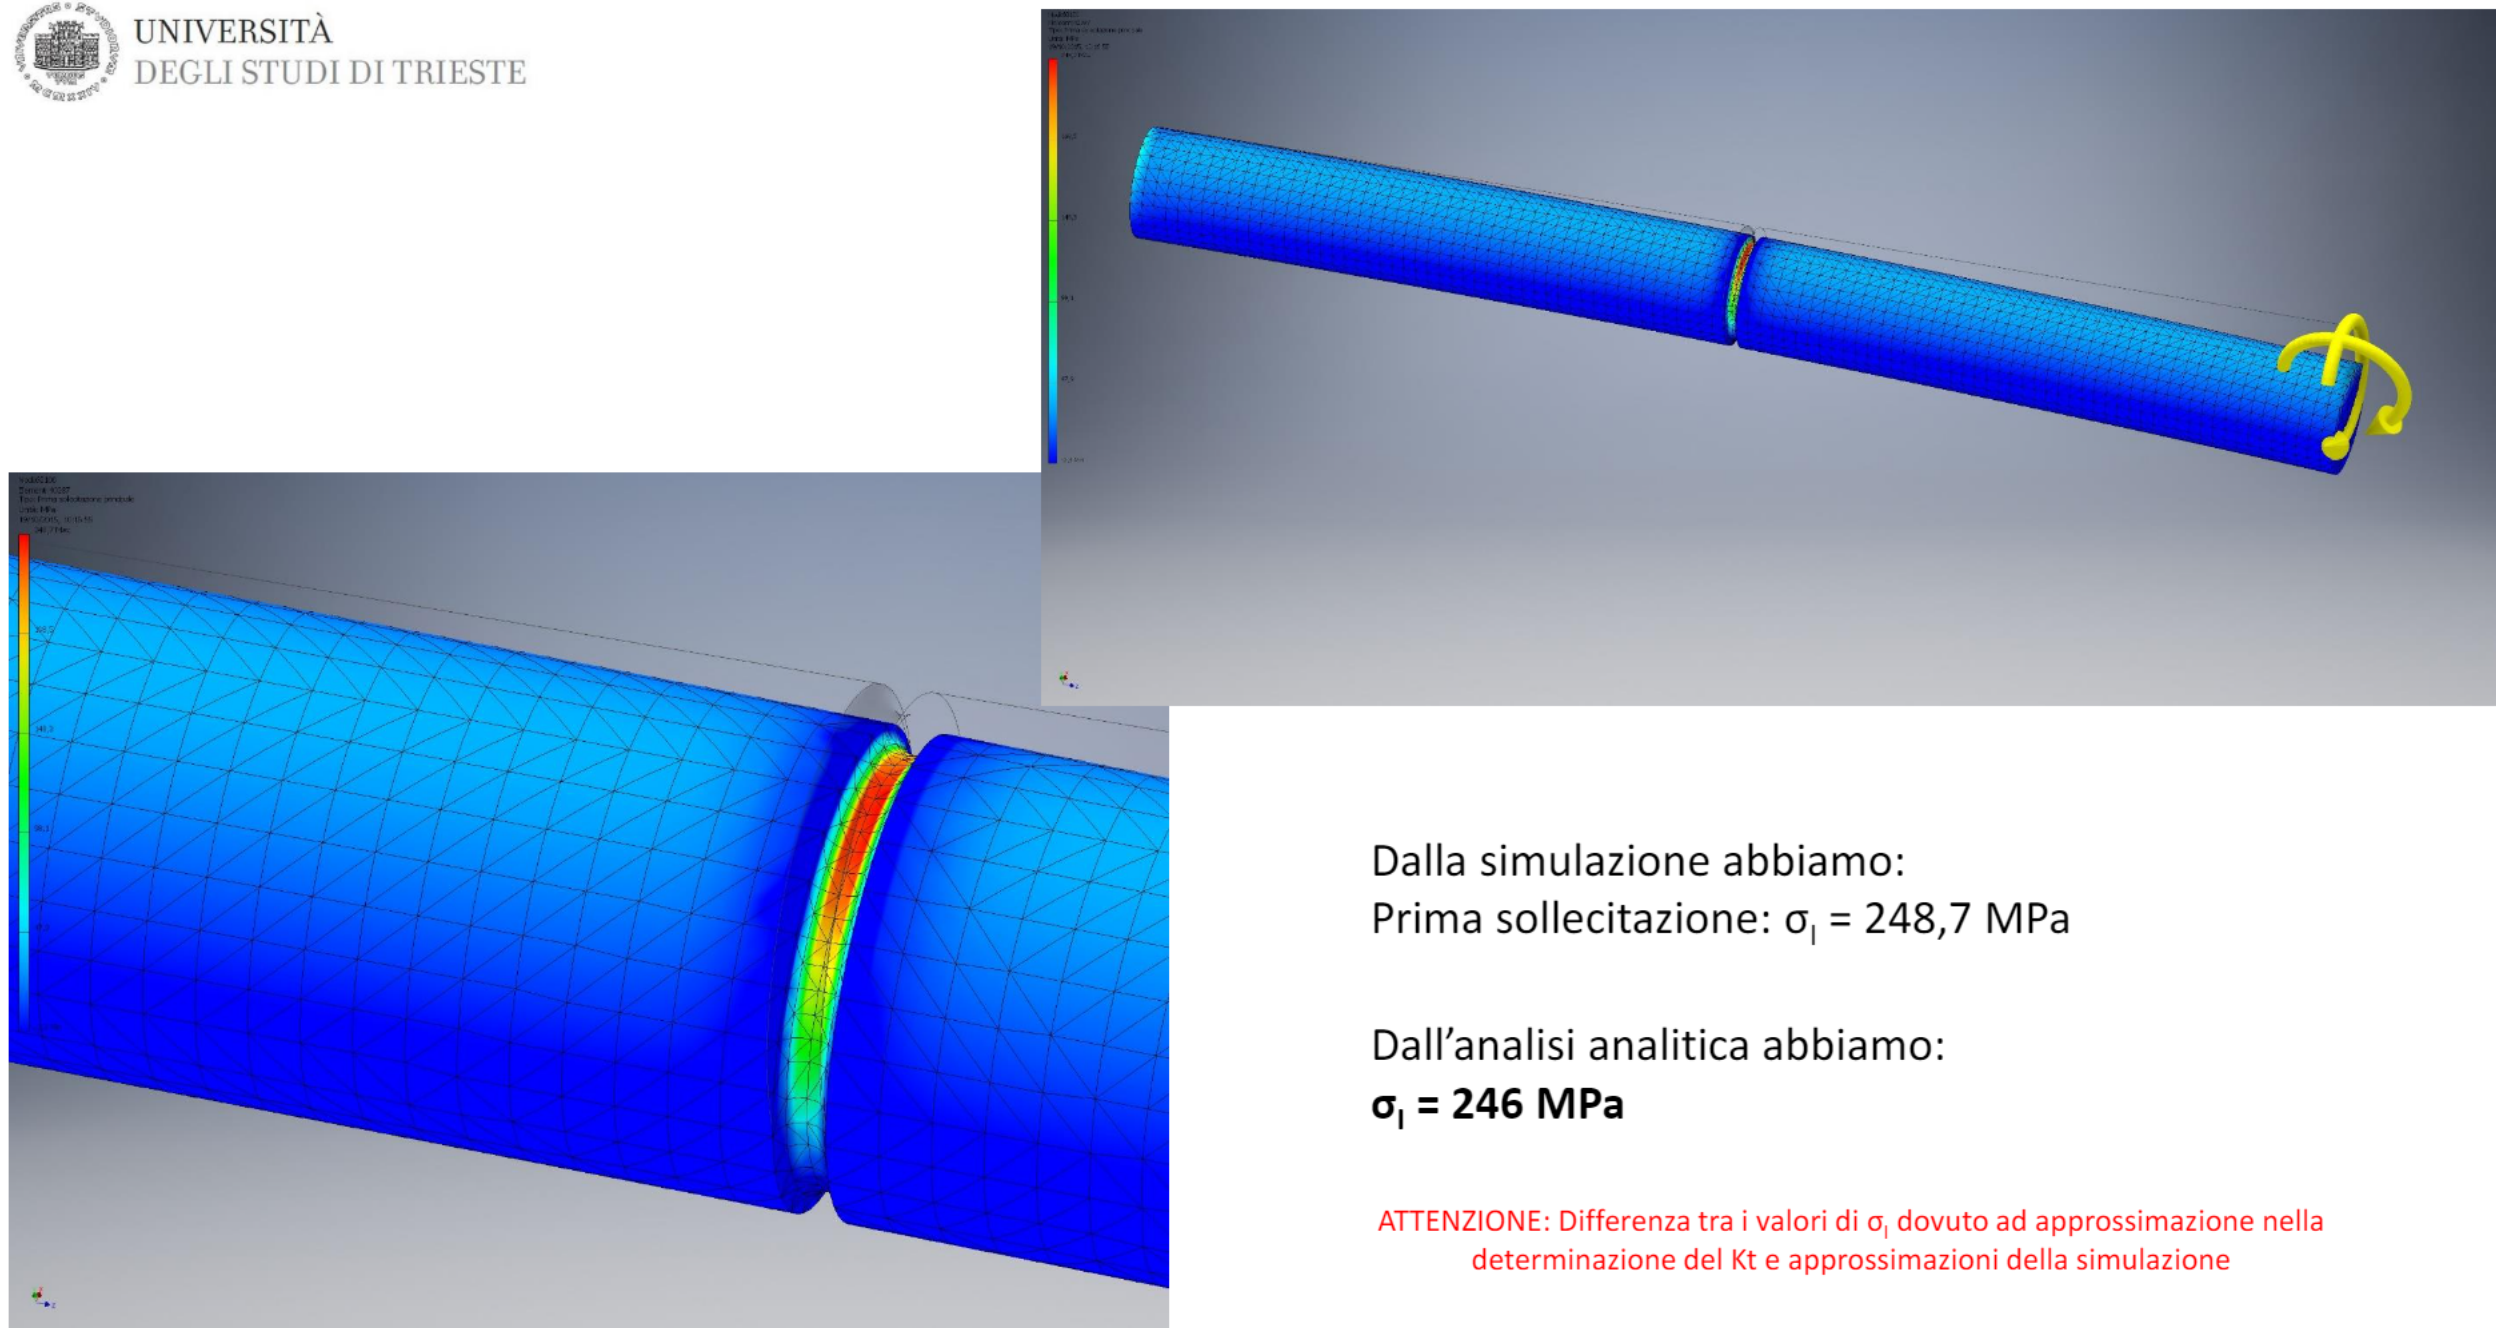 UNIVERSITÀ
DEGLI STUDI DI TRIESTE
Dalla simulazione abbiamo:
Prima sollecitazione: σI = 248,7 MPa
Dall’analisi analitica abbiamo:
σI = 246 MPa
ATTENZIONE: Differenza tra i valori di σI dovuto ad approssimazione nella
determinazione del Kt e approssimazioni della simulazione